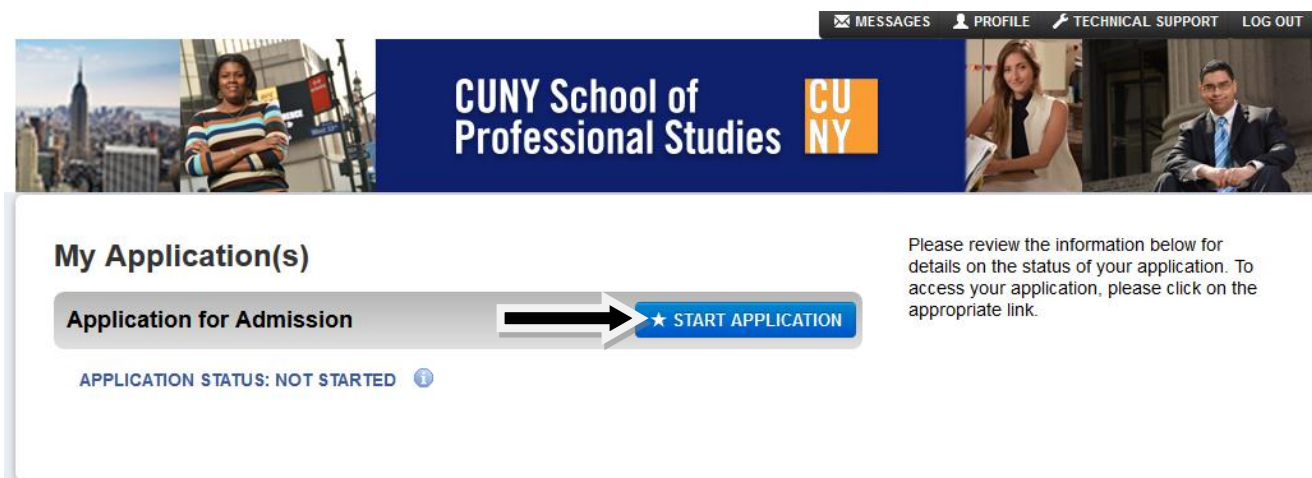 MESSAGES PROFILE TECHNICAL SUPPORT LOG OUT
CUNY School of
Professional Studies
CU
NY
My Application(s)
Please review the information below for
details on the status of your application. To
access your application, please click on the
appropriate link.
Application for Admission
START APPLICATION
APPLICATION STATUS: NOT STARTED